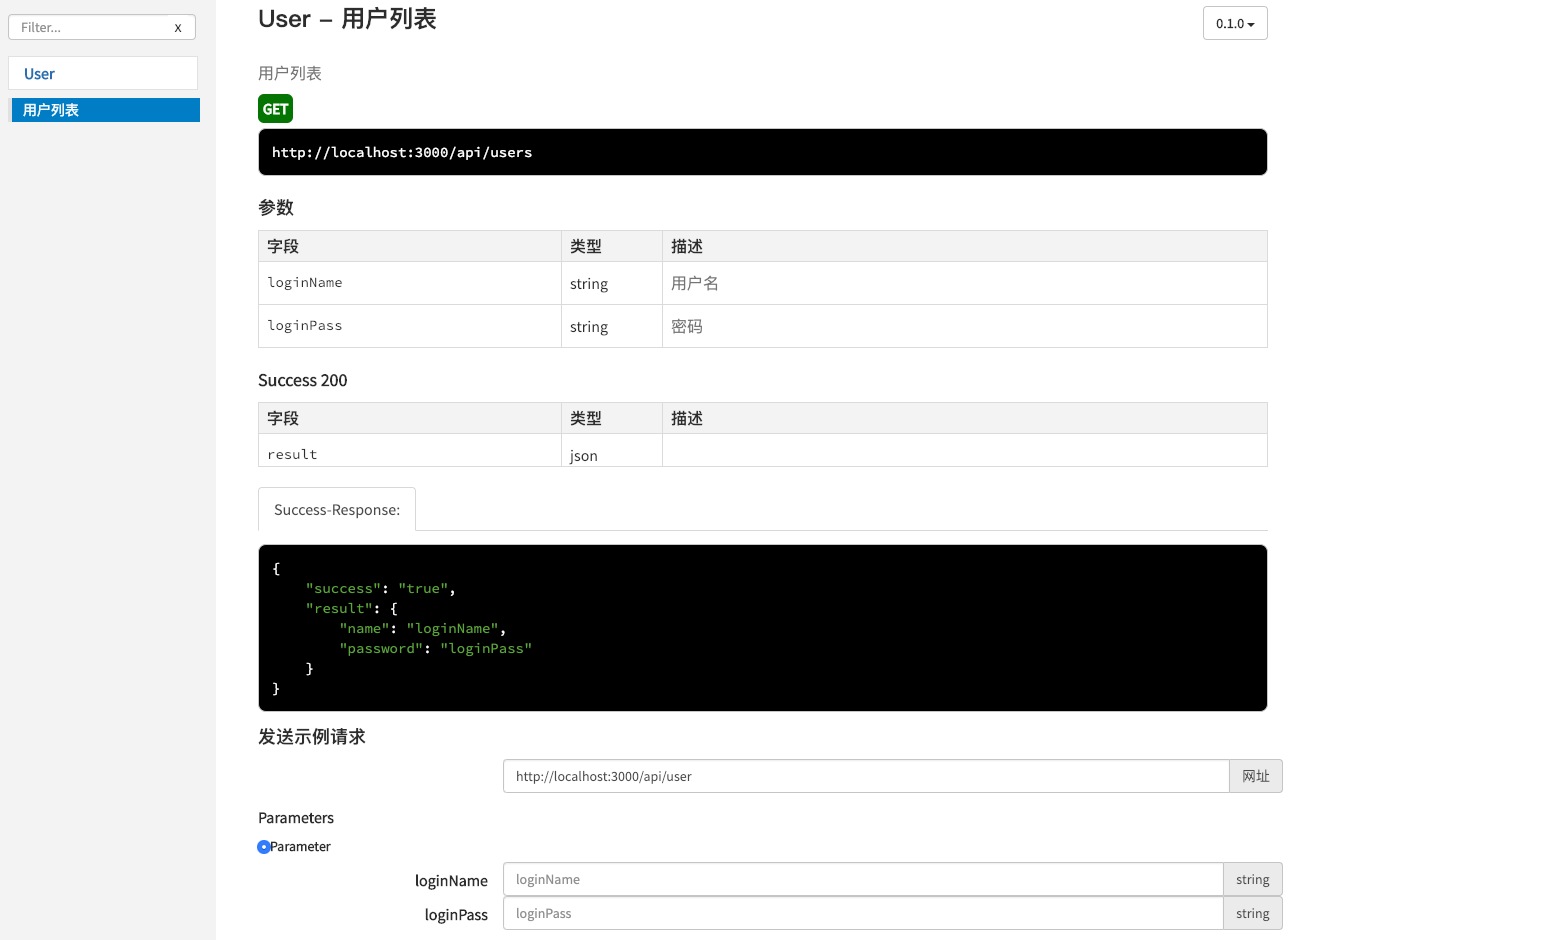 Filter...
x
User
用户列表
User – 用户列表
0.1.0
用户列表
GET
http://localhost:3000/api/users
参数
字段 类型 描述
loginName string 用户名
loginPass string 密码
Success 200
字段 类型 描述
result json
Success-Response:
{
    "success": "true",
    "result": {
        "name": "loginName",
        "password": "loginPass"
    }
}
发送示例请求
http://localhost:3000/api/user 网址
Parameters
Parameter
loginName loginName string
loginPass loginPass string